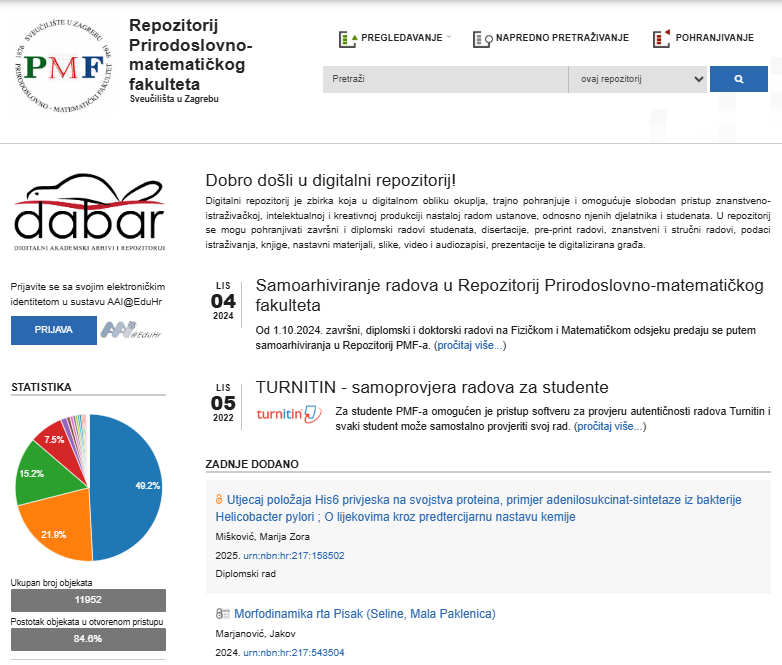 SVEUČILIŠTE U ZAGREBU
1876
1946
PRIRODOSLOVNO - MATEMATIČKI FAKULTET
PMF
Repozitorij
Prirodoslovno-
matematičkog
fakulteta
Sveučilišta u Zagrebu
PREGLEDAVANJE
NAPREDNO PRETRAŽIVANJE
POHRANJIVANJE
Pretraži
ovaj repozitorij
dabar
DIGITALNI AKADEMSKI ARHIVI I REPOZITORIJI
Dobro došli u digitalni repozitorij!
Digitalni repozitorij je zbirka koja u digitalnom obliku okuplja, trajno pohranjuje i omogućuje slobodan pristup znanstveno-
istraživačkoj, intelektualnoj i kreativnoj produkciji nastaloj radom ustanove, odnosno njenih djelatnika i studenata. U repozitorij
se mogu pohranjivati završni i diplomski radovi studenata, disertacije, pre-print radovi, znanstveni i stručni radovi, podaci
istraživanja, knjige, nastavni materijali, slike, video i audiozapisi, prezentacije te digitalizirana građa.
Prijavite se sa svojim elektroničkim
identitetom u sustavu AAI@EduHr
PRIJAVA
AAI@EduHr
LIS
04
2024
Samoarhiviranje radova u Repozitorij Prirodoslovno-matematičkog
fakulteta
Od 1.10.2024. završni, diplomski i doktorski radovi na Fizičkom i Matematičkom odsjeku predaju se putem
samoarhiviranja u Repozitorij PMF-a. (pročitaj više...)
LIS
05
2022
TURNITIN - samoprovjera radova za studente
turnitin
Za studente PMF-a omogućen je pristup softveru za provjeru autentičnosti radova Turnitin i
svaki student može samostalno provjeriti svoj rad. (pročitaj više...)
STATISTIKA
49.2%
21.9%
15.2%
7.5%
Ukupan broj objekata
11952
Postotak objekata u otvorenom pristupu
84.6%
ZADNJE DODANO
Utjecaj položaja His6 privjeska na svojstva proteina, primjer adenilosukcinat-sintetaze iz bakterije
Helicobacter pylori ; O lijekovima kroz predtercijarnu nastavu kemije
Mišković, Marija Zora
2025. urn:nbn:hr:217:158502
Diplomski rad
Morfodinamika rta Pisak (Seline, Mala Paklenica)
Marjanović, Jakov
2024. urn:nbn:hr:217:543504